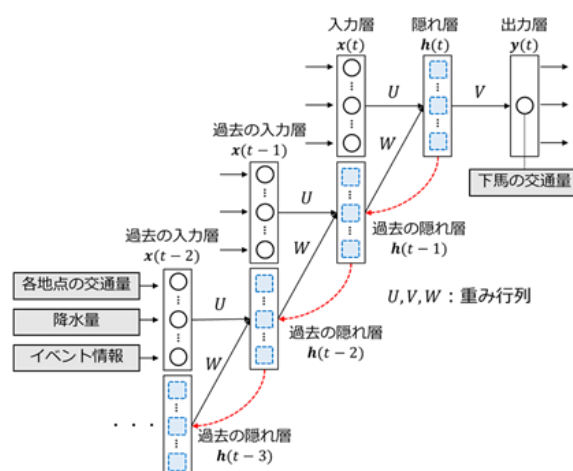 入力層
x(t)
隠れ層
h(t)
出力層
y(t)
U
V
W
下馬の交通量
過去の入力層
x(t−1)
U
W
過去の隠れ層
h(t−1)
過去の入力層
x(t−2)
各地点の交通量
降水量
イベント情報
U
W
過去の隠れ層
h(t−2)
U,V,W：重み行列
・・・
過去の隠れ層
h(t−3)